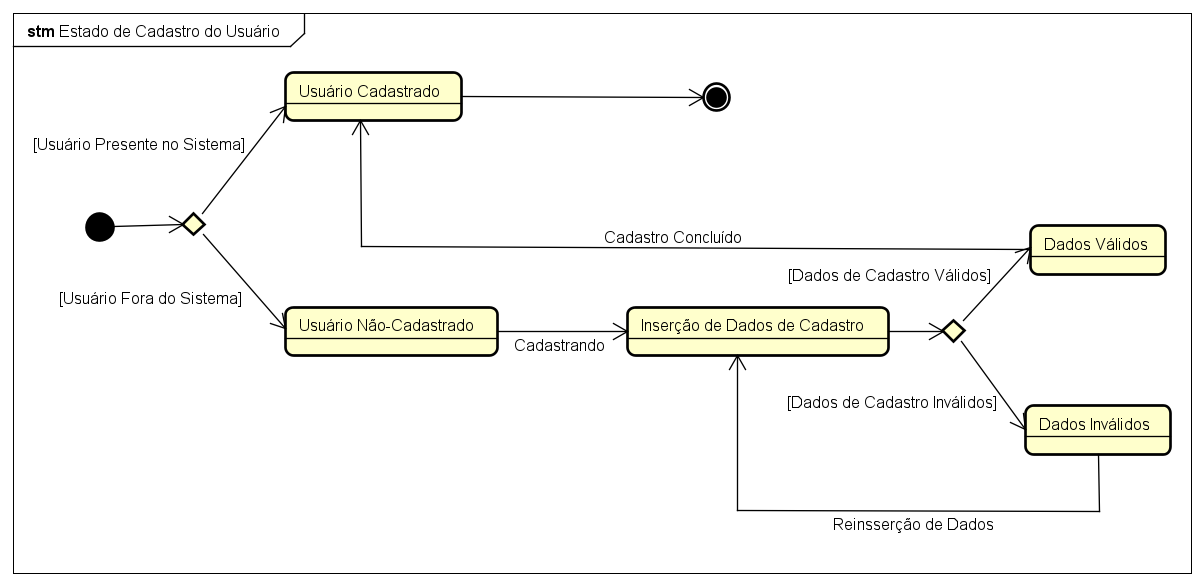 stm Estado de Cadastro do Usuário
Usuário Cadastrado
[Usuário Presente no Sistema]
Cadastro Concluído
Dados Válidos
[Dados de Cadastro Válidos]
[Usuário Fora do Sistema]
Usuário Não-Cadastrado
Cadastrando
Inserção de Dados de Cadastro
[Dados de Cadastro Inválidos]
Dados Inválidos
Reinsserção de Dados